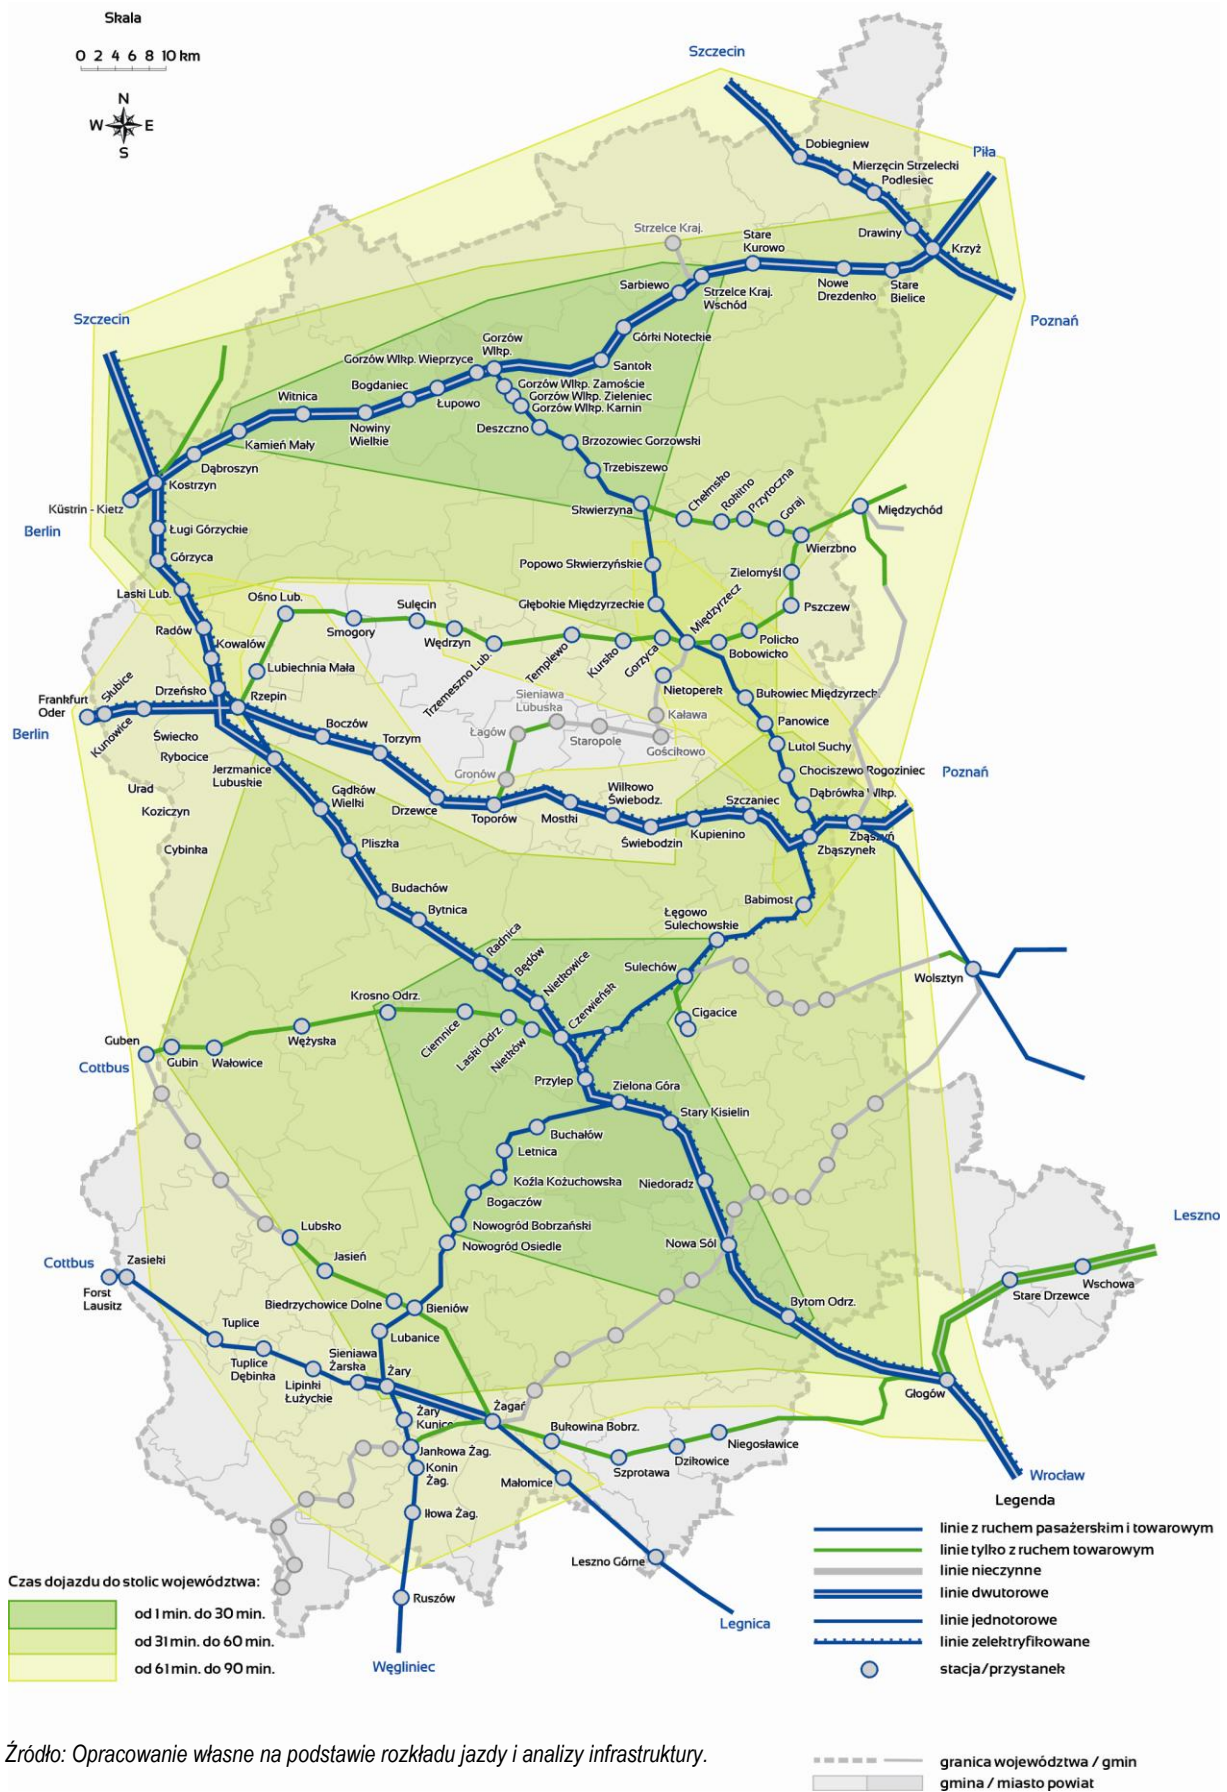 Skala
0 2 4 6 8 10 km
N
W E
S
Szczecin
Dobiegniew
Mierzęcin Strzelecki
Podlesiec
Piła
Drawiny
Krzyż
Strzelce Kraj.
Stare
Kurowo
Sarbiewo
Strzelce Kraj.
Wschód
Nowe
Drezdenko
Stare
Bielice
Poznań
Szczecin
Górki Noteckie
Gorzów
Wlkp.
Gorzów Wlkp. Wieprzyce
Santok
Bogdaniec
Gorzów Wlkp. Zamoście
Gorzów Wlkp. Zieleniec
Gorzów Wlkp. Karnin
Witnica
Łupowo
Nowiny
Wielkie
Deszczno
Kamień Mały
Brzozowiec Gorzowski
Dąbroszyn
Trzebiszewo
Kostrzyn
Küstrin - Kietz
Skwierzyna
Chełmsko
Rokitno
Przytoczna
Goraj
Międzychód
Berlin
Ługi Górzyckie
Wierzbno
Górzyca
Popowo Skwierzyńskie
Zielomyśl
Laski Lub.
Ośno Lub.
Głębokie Międzyrzeckie
Pszczew
Sulęcin
Smogory
Radów
Wędrzyn
Międzyrzecz
Policko
Kowalów
Trzemeszno Lub.
Templewo
Kursko
Gorzyca
Bobowicko
Lubiechnia Mała
Nietoperek
Drzeńsko
Rzepin
Sieniawa
Lubuska
Bukowiec Międzyrzeck
Frankfurt
Oder
Słubice
Kunowice
Kaława
Panowice
Berlin
Świecko
Rybocice
Boczów
Łagów
Staropole
Gościkowo
Lutol Suchy
Torzym
Jerzmanice
Lubuskie
Gronów
Chociszewo Rogoziniec
Poznań
Urad
Koziczyn
Gądków
Wielki
Drzewce
Toporów
Mostki
Wilkowo
Świebodz.
Szczaniec
Dąbrówka Wlkp.
Świebodzin
Kupienino
Zbąszyń
Zbąszynek
Cybinka
Pliszka
Budachów
Babimost
Bytnica
Łęgowo
Sulechowskie
Radnica
Będów
Nietkowice
Sulechów
Wolsztyn
Krosno Odrz.
Ciemnice
Laski Odrz.
Nietków
Czerwieńsk
Cigacice
Guben
Gubin
Wałowice
Wężyska
Cottbus
Przylep
Zielona Góra
Stary Kisielin
Buchałów
Letnica
Koźla Kożuchowska
Niedoradz
Bogaczów
Nowogród Bobrzański
Leszno
Lubsko
Nowogród Osiedle
Nowa Sól
Cottbus
Zasieki
Jasień
Forst
Lausitz
Wschowa
Stare Drzewce
Biedrzychowice Dolne
Bieniów
Bytom Odrz.
Tuplice
Lubanice
Tuplice
Dębinka
Sieniawa
Żarska
Żary
Lipinki
Łużyckie
Głogów
Żary
Kunice
Żagań
Bukowina Bobrz.
Niegosławice
Jankowa Żag.
Dzikowice
Szprotawa
Konin
Żag.
Małomice
Wrocław
Iłowa Żag.
Leszno Górne
Ruszów
Legnica
Węgliniec
Legenda
linie z ruchem pasażerskim i towarowym
linie tylko z ruchem towarowym
linie nieczynne
linie dwutorowe
linie jednotorowe
linie zelektryfikowane
stacja/przystanek
Czas dojazdu do stolic województwa:
od 1 min. do 30 min.
od 31 min. do 60 min.
od 61 min. do 90 min.
Źródło: Opracowanie własne na podstawie rozkładu jazdy i analizy infrastruktury.
granica województwa / gmin
gmina / miasto powiat